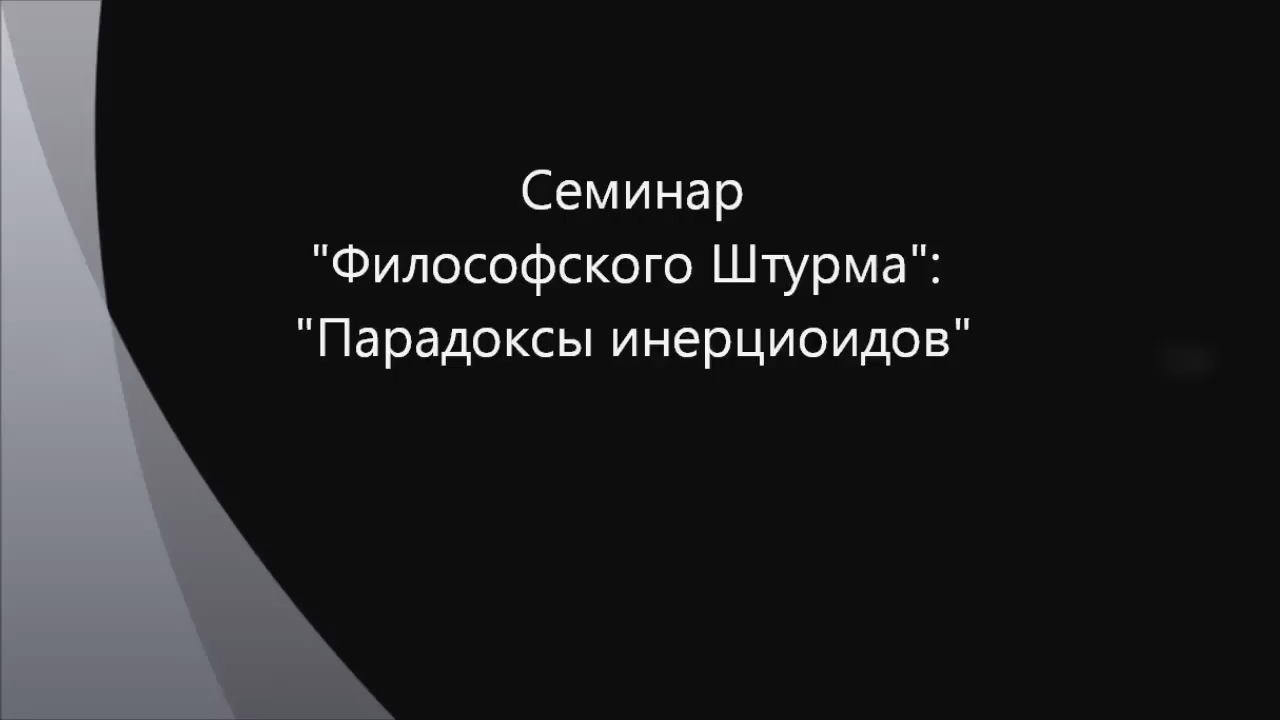 Семинар
"Философского Штурма":
"Парадоксы инерциоидов"